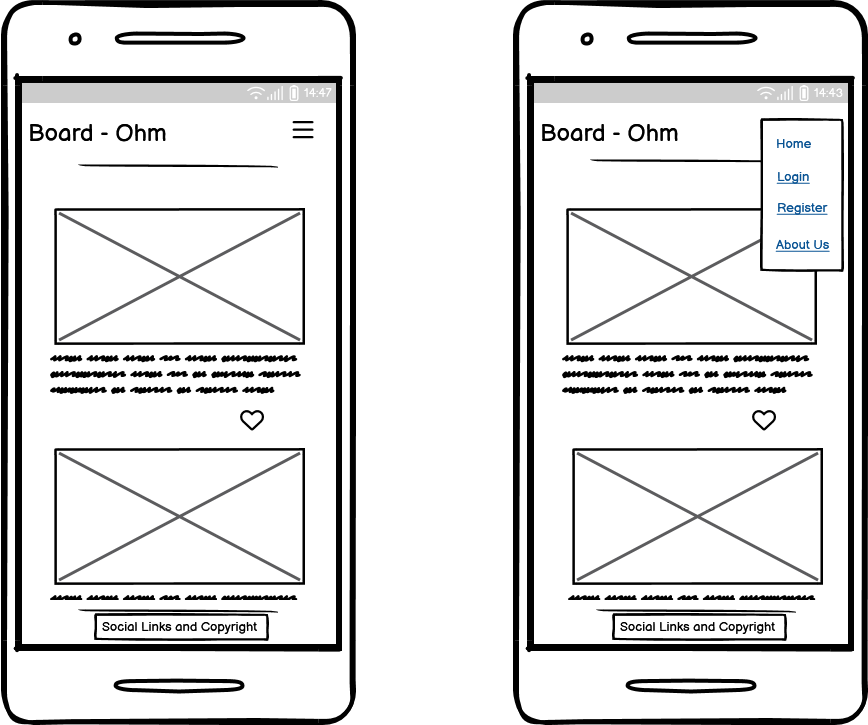 14:47
Board - Ohm
Social Links and Copyright
14:43
Board - Ohm
Home
Login
Register
About Us
Social Links and Copyright